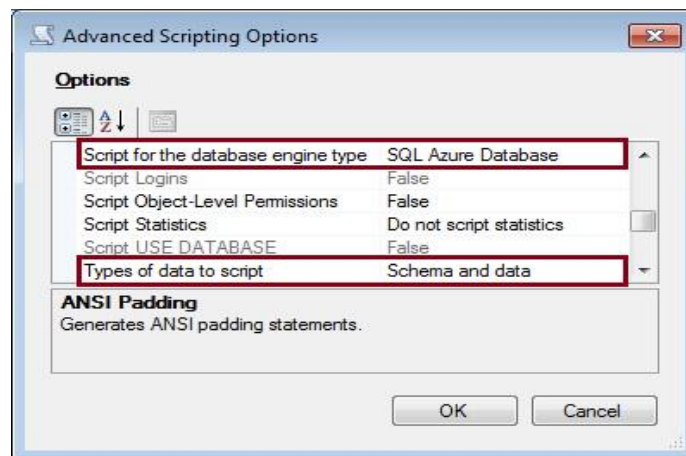 Advanced Scripting Options
Options
Script for the database engine type SQL Azure Database
Script Logins False
Script Object-Level Permissions False
Script Statistics Do not script statistics
Script USE DATABASE False
Types of data to script Schema and data
ANSI Padding
Generates ANSI padding statements.
OK Cancel